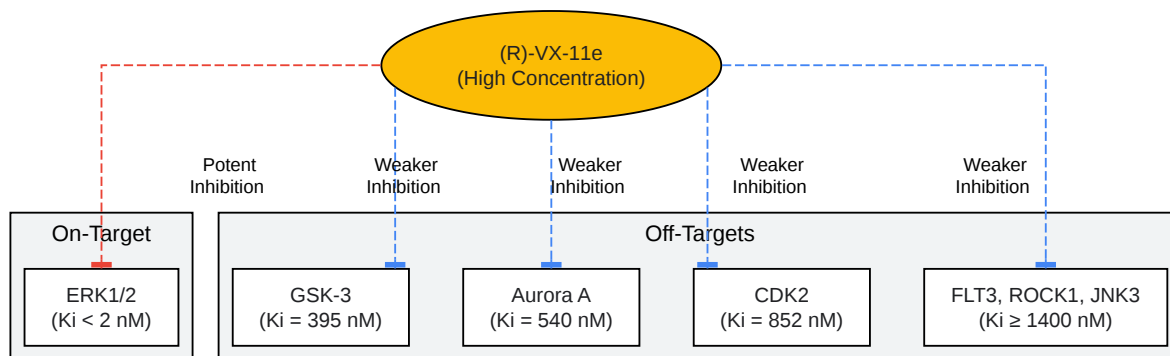 (R)-VX-11e
(High Concentration)
Potent
Inhibition
Weaker
Inhibition
Weaker
Inhibition
Weaker
Inhibition
Weaker
Inhibition
On-Target
Off-Targets
ERK1/2
(Ki < 2 nM)
GSK-3
(Ki = 395 nM)
Aurora A
(Ki = 540 nM)
CDK2
(Ki = 852 nM)
FLT3, ROCK1, JNK3
(Ki ≥ 1400 nM)